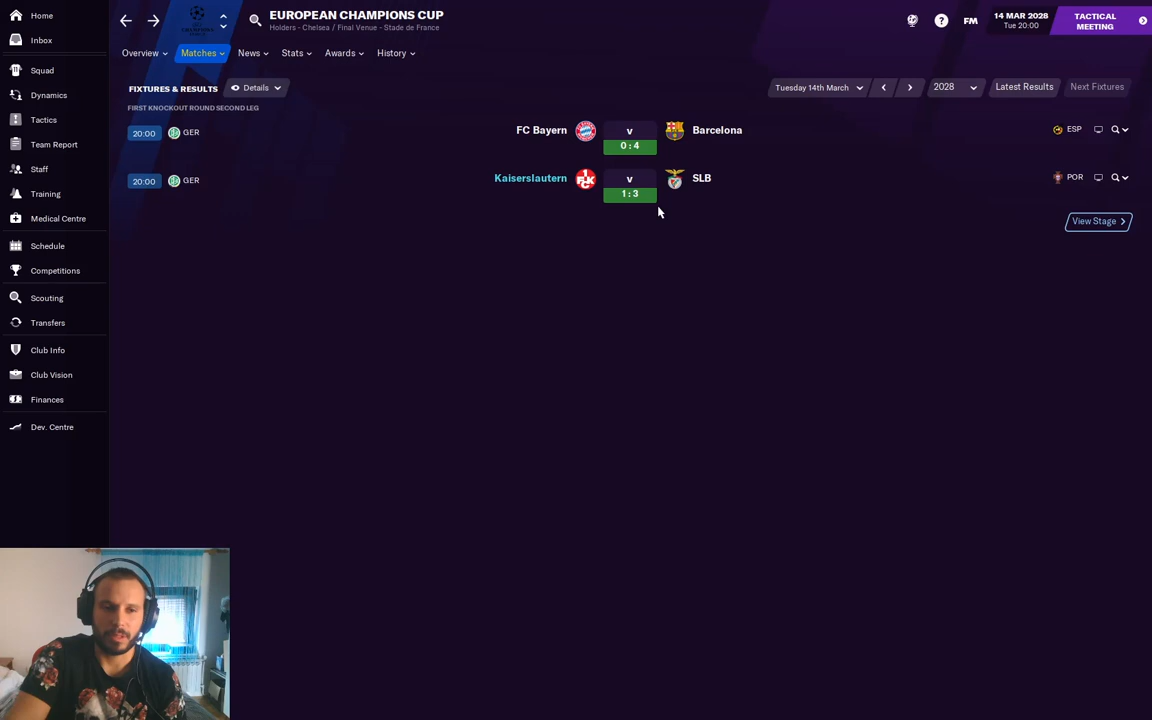 Home
Inbox
Squad
Dynamics
Tactics
Team Report
Staff
Training
Medical Centre
Schedule
Competitions
Scouting
Transfers
Club Info
Club Vision
Finances
Dev. Centre
EUROPEAN CHAMPIONS CUP
Holders - Chelsea / Final Venue - Stade de France
FM
14 MAR 2028
Tue 20:00
TACTICAL
MEETING
Overview
Matches
News
Stats
Awards
History
FIXTURES & RESULTS
Details
Tuesday 14th March
2028
Latest Results
Next Fixtures
FIRST KNOCKOUT ROUND SECOND LEG
20:00 GER FC Bayern v Barcelona ESP
0 : 4
20:00 GER Kaiserslautern v SLB POR
1 : 3
View Stage